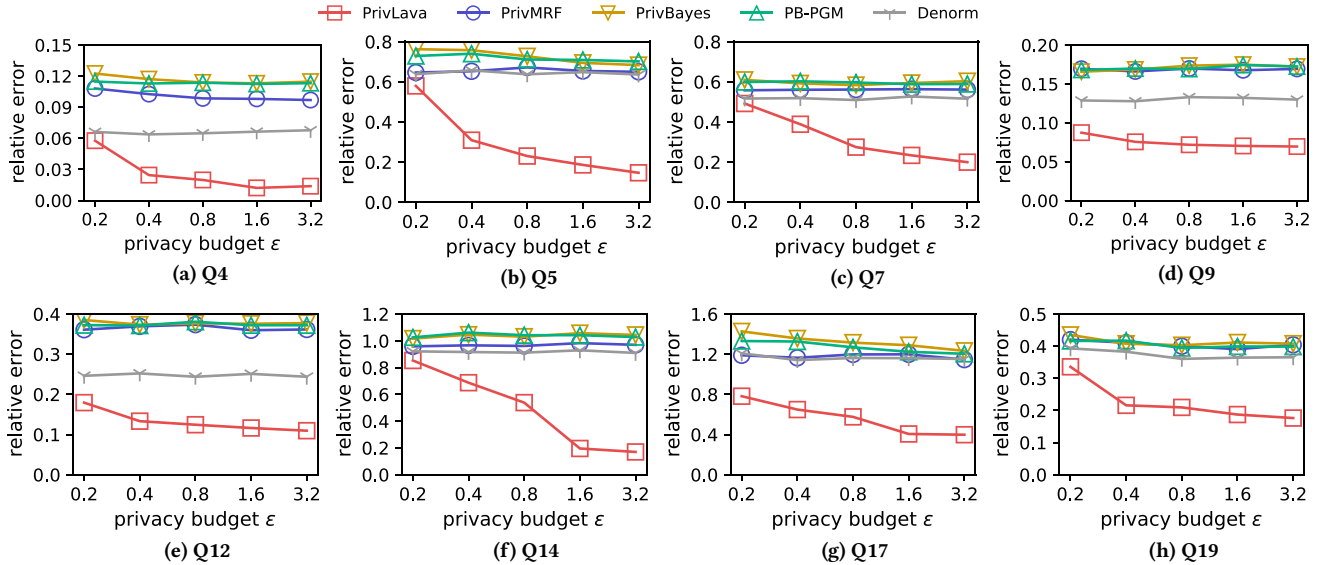 PrivLava PrivMRF PrivBayes PB-PGM Denorm
relative error
0.15
0.12
0.09
0.06
0.03
0.00
0.2 0.4 0.8 1.6 3.2
privacy budget ε
(a) Q4
relative error
0.8
0.6
0.4
0.2
0.0
0.2 0.4 0.8 1.6 3.2
privacy budget ε
(b) Q5
relative error
0.8
0.6
0.4
0.2
0.0
0.2 0.4 0.8 1.6 3.2
privacy budget ε
(c) Q7
relative error
0.20
0.15
0.10
0.05
0.00
0.2 0.4 0.8 1.6 3.2
privacy budget ε
(d) Q9
relative error
0.4
0.3
0.2
0.1
0.0
0.2 0.4 0.8 1.6 3.2
privacy budget ε
(e) Q12
relative error
1.2
1.0
0.8
0.6
0.4
0.2
0.0
0.2 0.4 0.8 1.6 3.2
privacy budget ε
(f) Q14
relative error
1.6
1.2
0.8
0.4
0.0
0.2 0.4 0.8 1.6 3.2
privacy budget ε
(g) Q17
relative error
0.5
0.4
0.3
0.2
0.1
0.0
0.2 0.4 0.8 1.6 3.2
privacy budget ε
(h) Q19